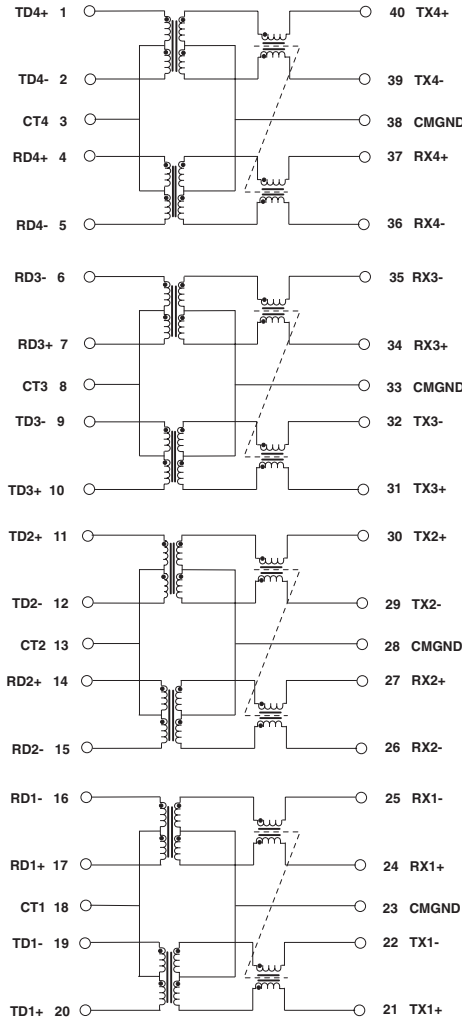 TD4+ 1 40 TX4+
TD4- 2 39 TX4-
CT4 3 38 CMGND
RD4+ 4 37 RX4+
RD4- 5 36 RX4-
RD3- 6 35 RX3-
RD3+ 7 34 RX3+
CT3 8 33 CMGND
TD3- 9 32 TX3-
TD3+ 10 31 TX3+
TD2+ 11 30 TX2+
TD2- 12 29 TX2-
CT2 13 28 CMGND
RD2+ 14 27 RX2+
RD2- 15 26 RX2-
RD1- 16 25 RX1-
RD1+ 17 24 RX1+
CT1 18 23 CMGND
TD1- 19 22 TX1-
TD1+ 20 21 TX1+